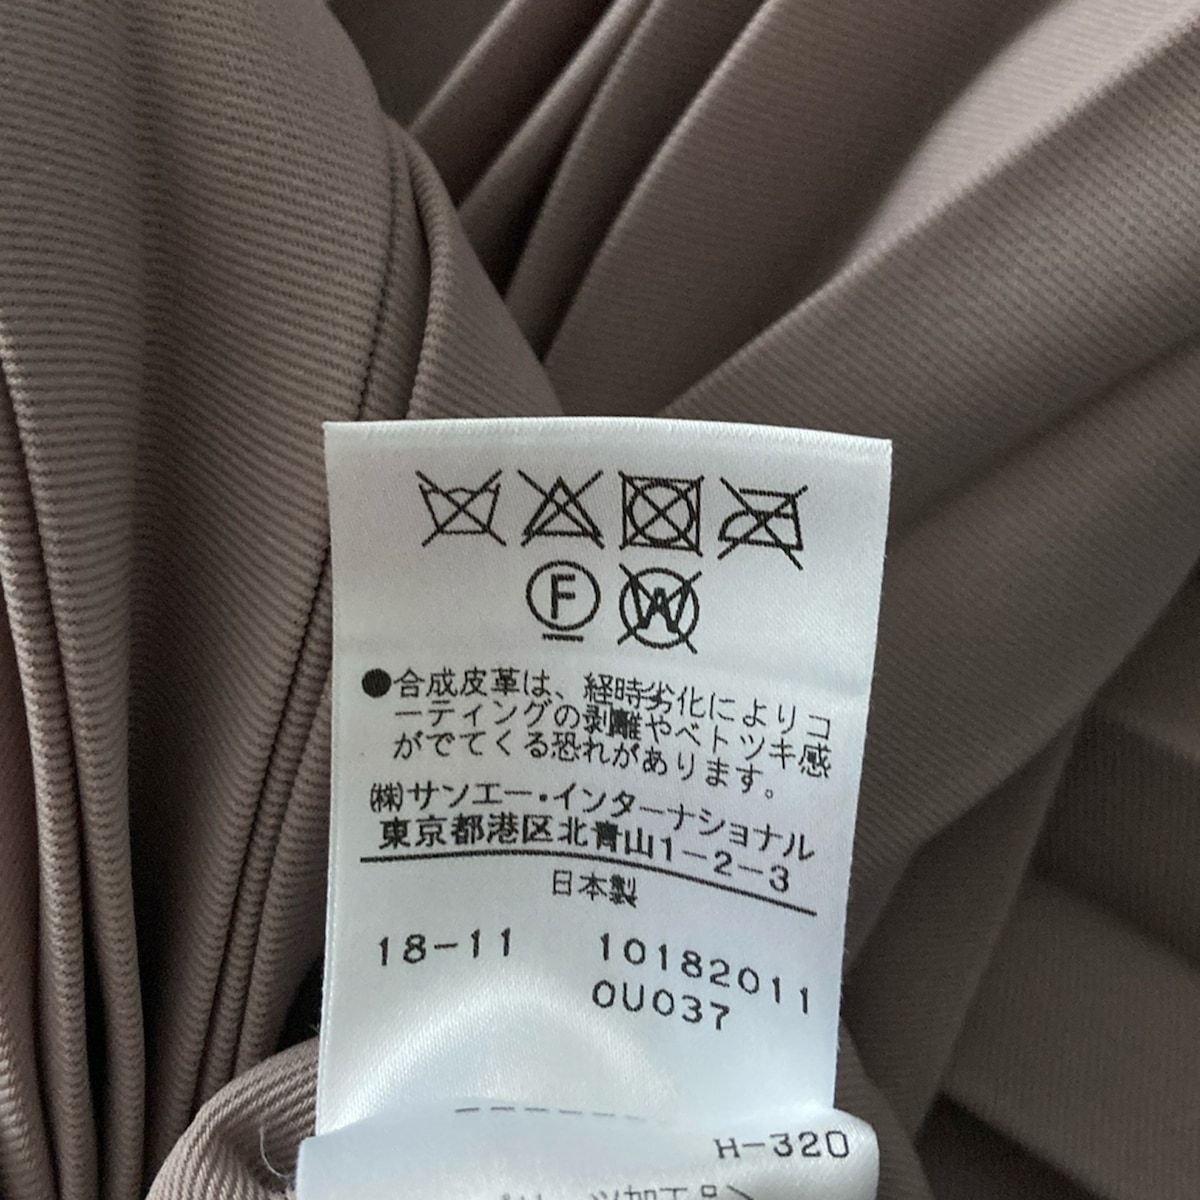 F W
●合成皮革は、経時劣化によりコ
ーティングの剥離やベトツキ感
がでてくる恐れがあります。
㈱サンエー・インターナショナル
東京都港区北青山1-2-3
日本製
18-11 10182011
0U037
H-320